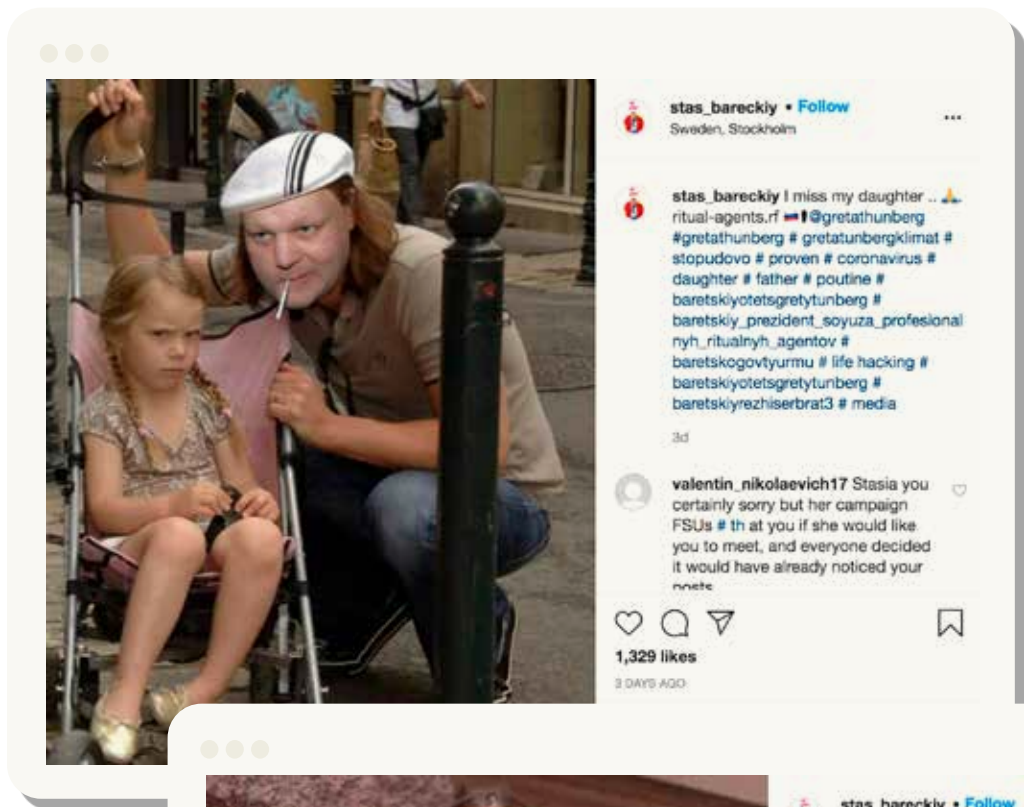 stas_bareckiy • Follow
Sweden, Stockholm
stas_bareckiy I miss my daughter .. 🙏
ritual-agents.rf 🇷🇺🕴@gretathunberg
#gretathunberg # gretatunbergklimat #
stopudovo # proven # coronavirus #
daughter # father # poutine #
baretskiyotetsgretytunberg #
baretskiy_prezident_soyuza_profesional
nyh_ritualnyh_agentov #
baretskogovtyurmu # life hacking #
baretskiyotetsgretytunberg #
baretskiyrezhiserbrat3 # media
3d
valentin_nikolaevich17 Stasia you
certainly sorry but her campaign
FSUs # th at you if she would like
you to meet, and everyone decided
it would have already noticed your
posts
1,329 likes
3 DAYS AGO
stas_bareckiy • Follow